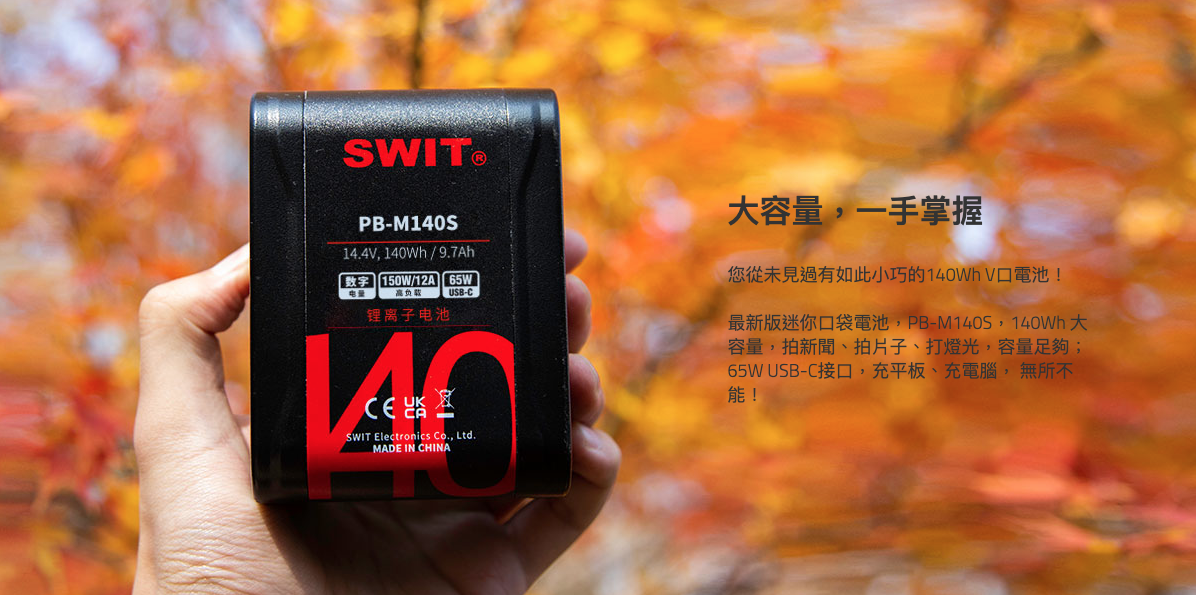 SWIT®
PB-M140S
14.4V, 140Wh / 9.7Ah
数字 150W/12A 65W
电量 高负载 USB-C
锂离子电池
140
CE UK
CA
SWIT Electronics Co., Ltd.
MADE IN CHINA
大容量，一手掌握
您從未見過有如此小巧的140Wh V口電池！
最新版迷你口袋電池，PB-M140S，140Wh 大
容量，拍新聞、拍片子、打燈光，容量足夠；
65W USB-C接口，充平板、充電腦， 無所不
能！